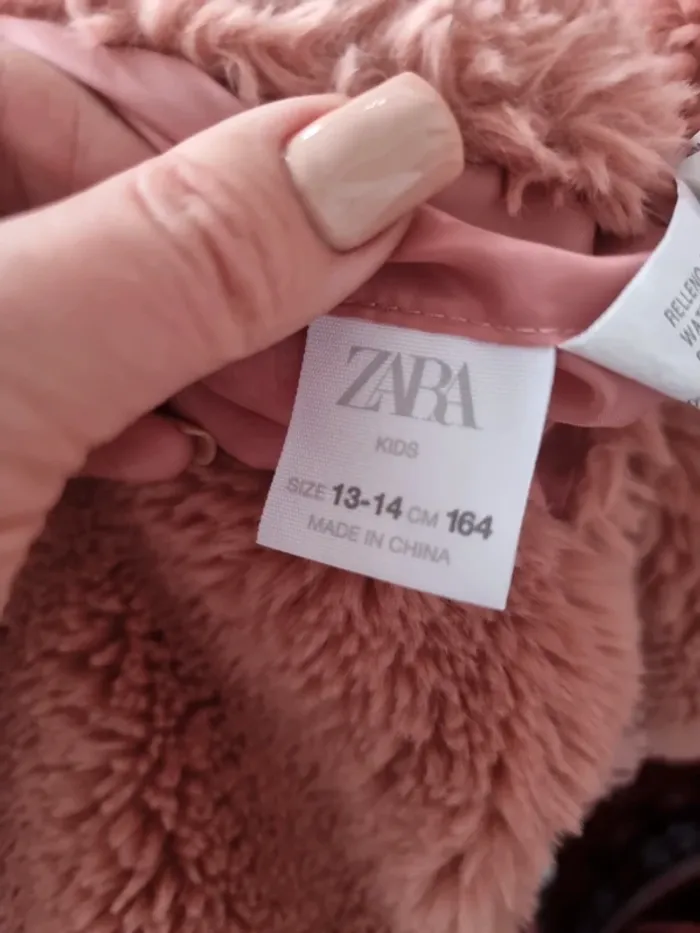 ZARA
KIDS
SIZE 13-14 CM 164
MADE IN CHINA